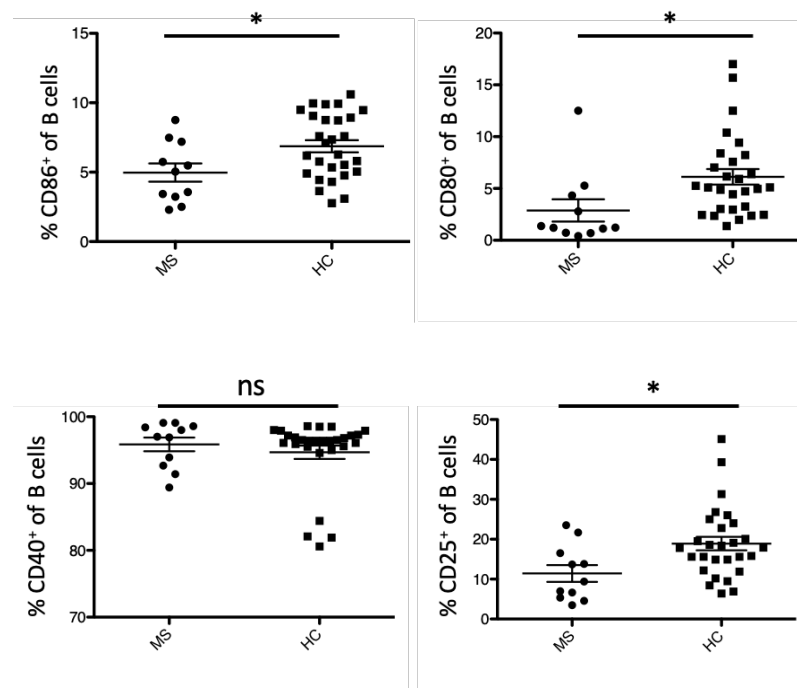 *
% CD86⁺ of B cells
15
10
5
0
MS
HC
*
% CD80⁺ of B cells
20
15
10
5
0
MS
HC
ns
% CD40⁺ of B cells
100
90
80
70
MS
HC
*
% CD25⁺ of B cells
50
40
30
20
10
0
MS
HC